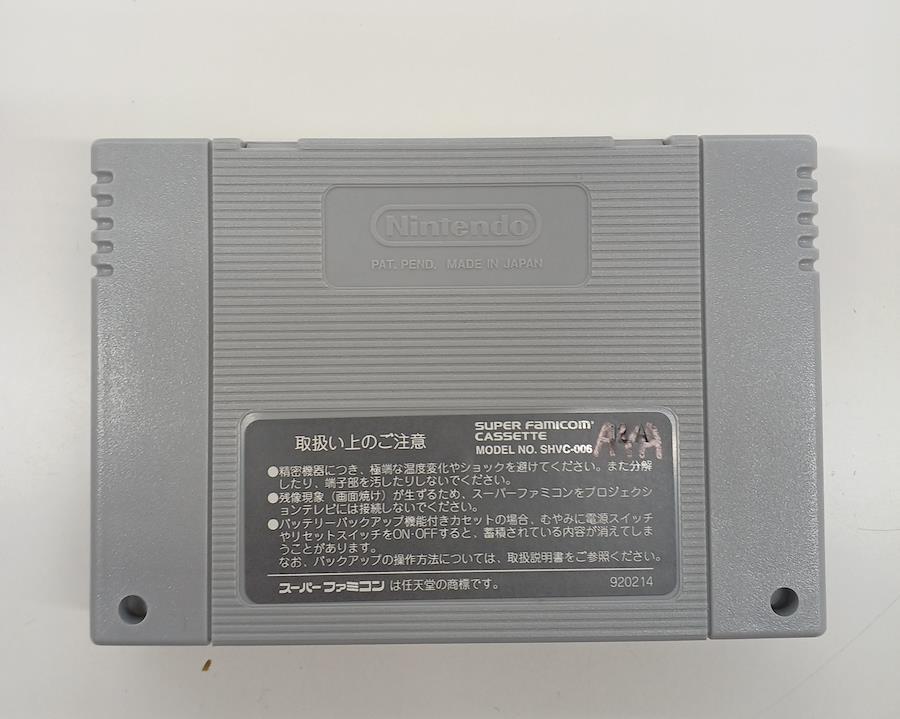 Nintendo
PAT. PEND. MADE IN JAPAN
取扱い上のご注意
SUPER FAMICOM
CASSETTE
MODEL NO. SHVC-006
●精密機器につき、極端な温度変化やショックを避けてください。また分解
したり、端子部を汚したりしないでください。
●残像現象（画面焼け）が生ずるため、スーパーファミコンをプロジェクシ
ョンテレビには接続しないでください。
●バッテリーバックアップ機能付きカセットの場合、むやみに電源スイッチ
やリセットスイッチをON・OFFすると、蓄積されている内容が消えてしま
うことがあります。
なお、バックアップの操作方法については、取扱説明書をご参照ください。
スーパーファミコンは任天堂の商標です。
920214